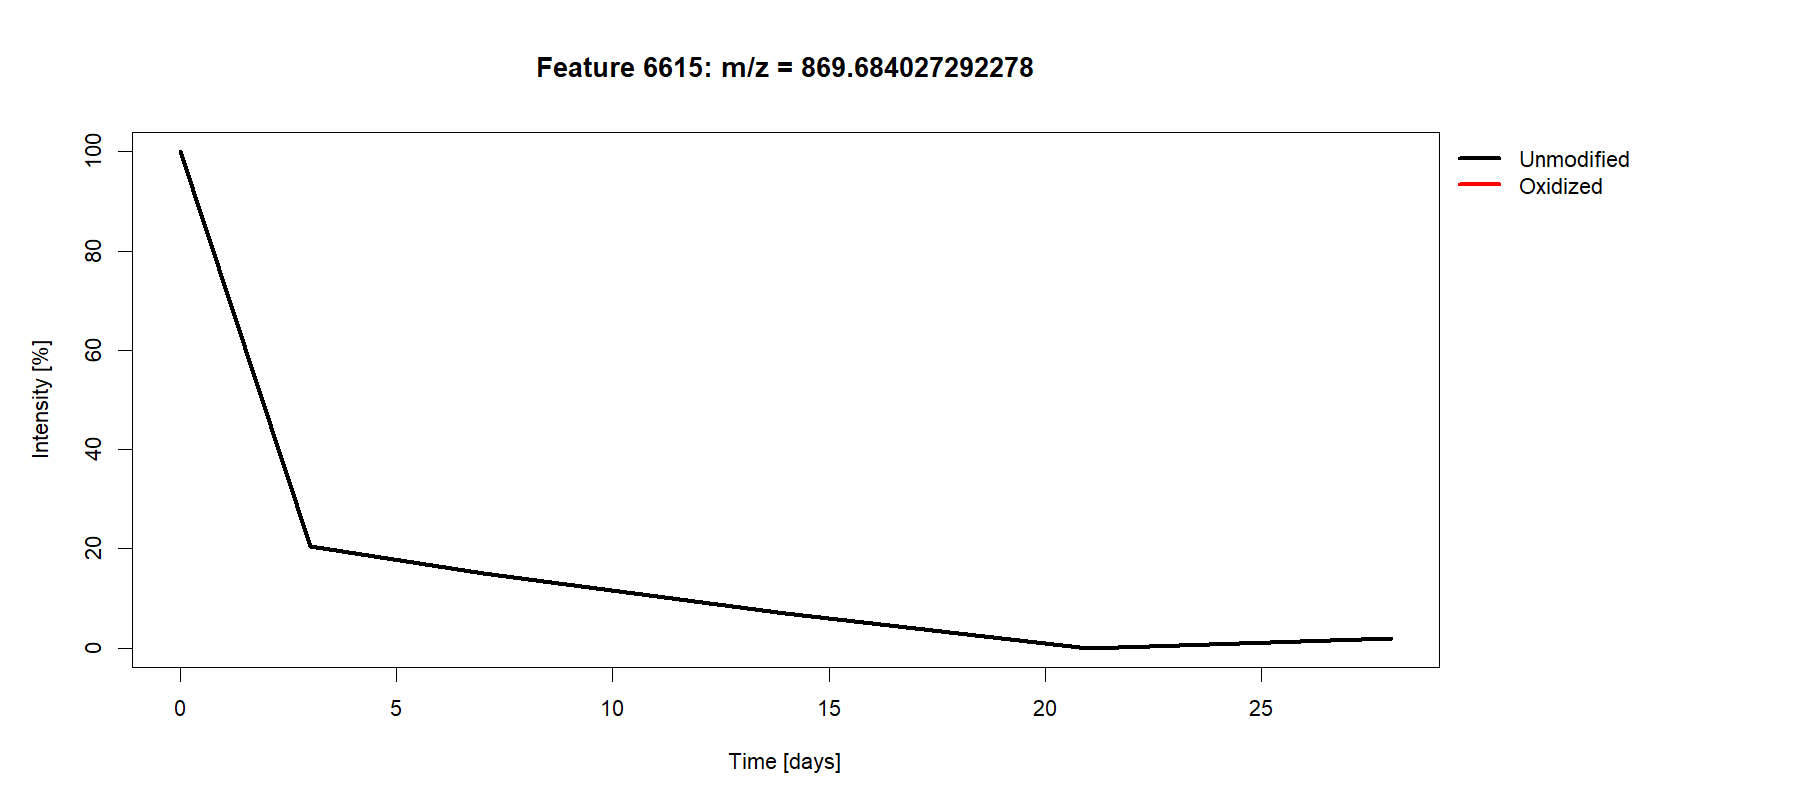 Feature 6615: m/z = 869.684027292278
Unmodified
Oxidized
Intensity [%]
100
80
60
40
20
0
0 5 10 15 20 25
Time [days]